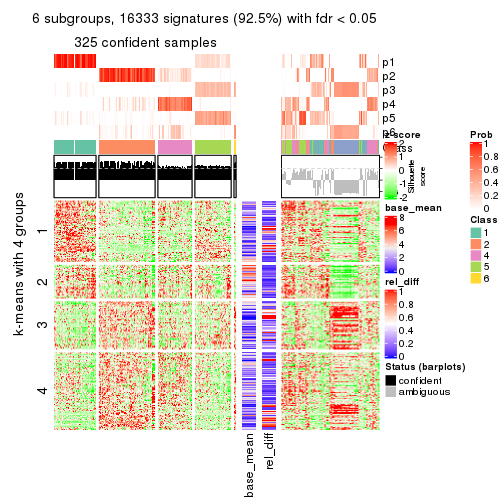 6 subgroups, 16333 signatures (92.5%) with fdr < 0.05
325 confident samples
p1
p2
p3
p4
p5
Class
Silhouette
score
k-means with 4 groups
1
2
3
4
base_mean
rel_diff
z_score
2
1
0
-1
-2
base_mean
8
6
4
2
0
rel_diff
1
0.8
0.6
0.4
0.2
0
Status (barplots)
confident
ambiguous
Prob
1
0.8
0.6
0.4
0.2
0
Class
1
2
4
5
6